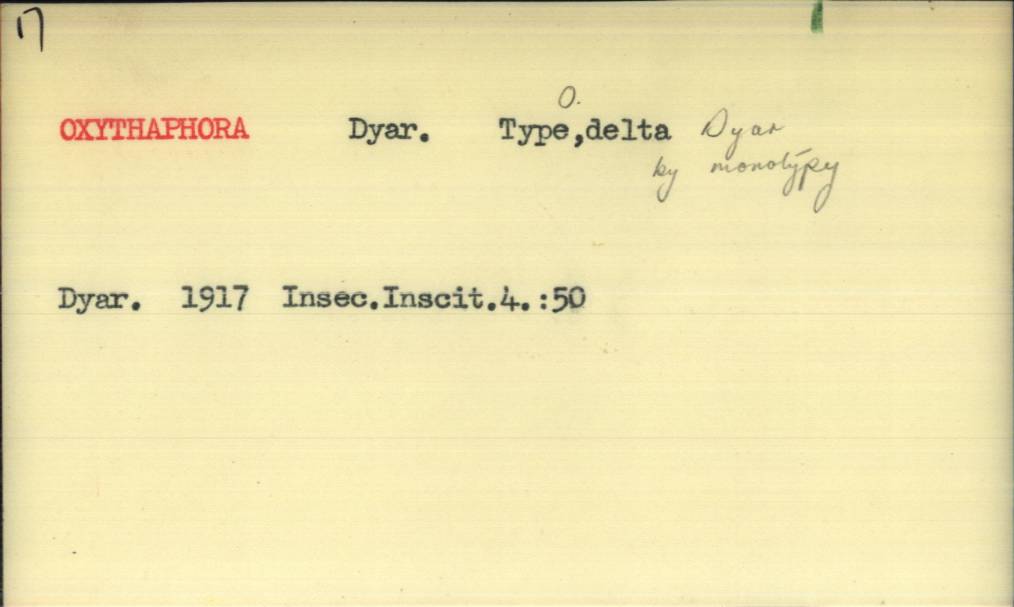 17
O.
OXYTHAPHORA Dyar. Type,delta Dyar
by monotypy
Dyar. 1917 Insec.Inscit.4.:50